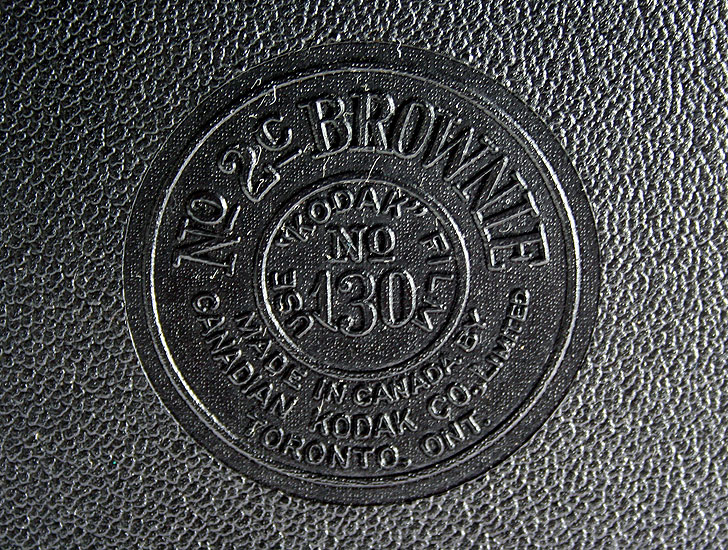 No 2C BROWNIE
USE "KODAK" FILM
No
130
MADE IN CANADA BY
CANADIAN KODAK CO., LIMITED
TORONTO, ONT.